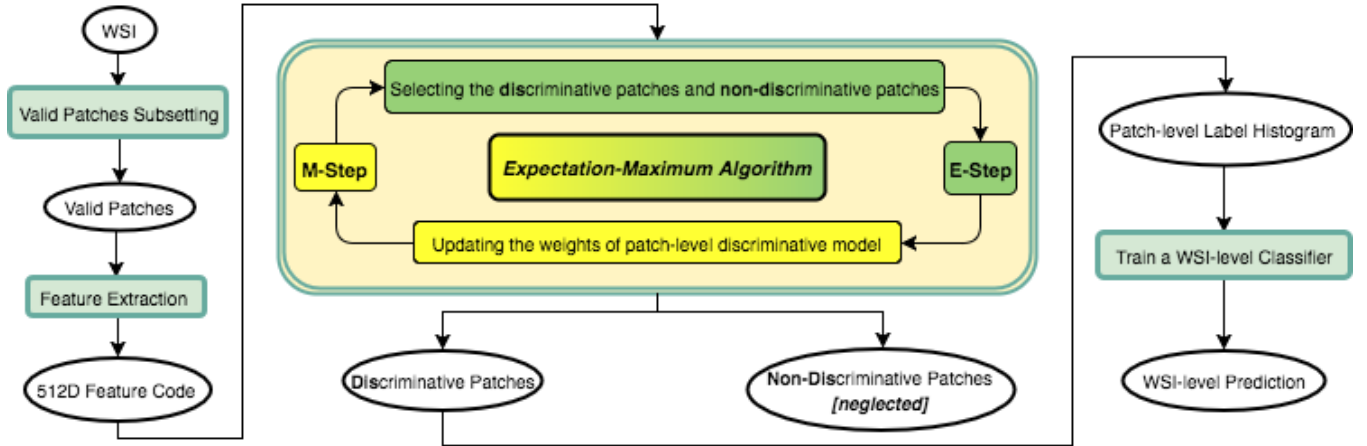 WSI
Valid Patches Subsetting
Valid Patches
Feature Extraction
512D Feature Code
Selecting the discriminative patches and non-discriminative patches
M-Step
Expectation-Maximum Algorithm
E-Step
Updating the weights of patch-level discriminative model
Discriminative Patches
Non-Discriminative Patches
[neglected]
Patch-level Label Histogram
Train a WSI-level Classifier
WSI-level Prediction